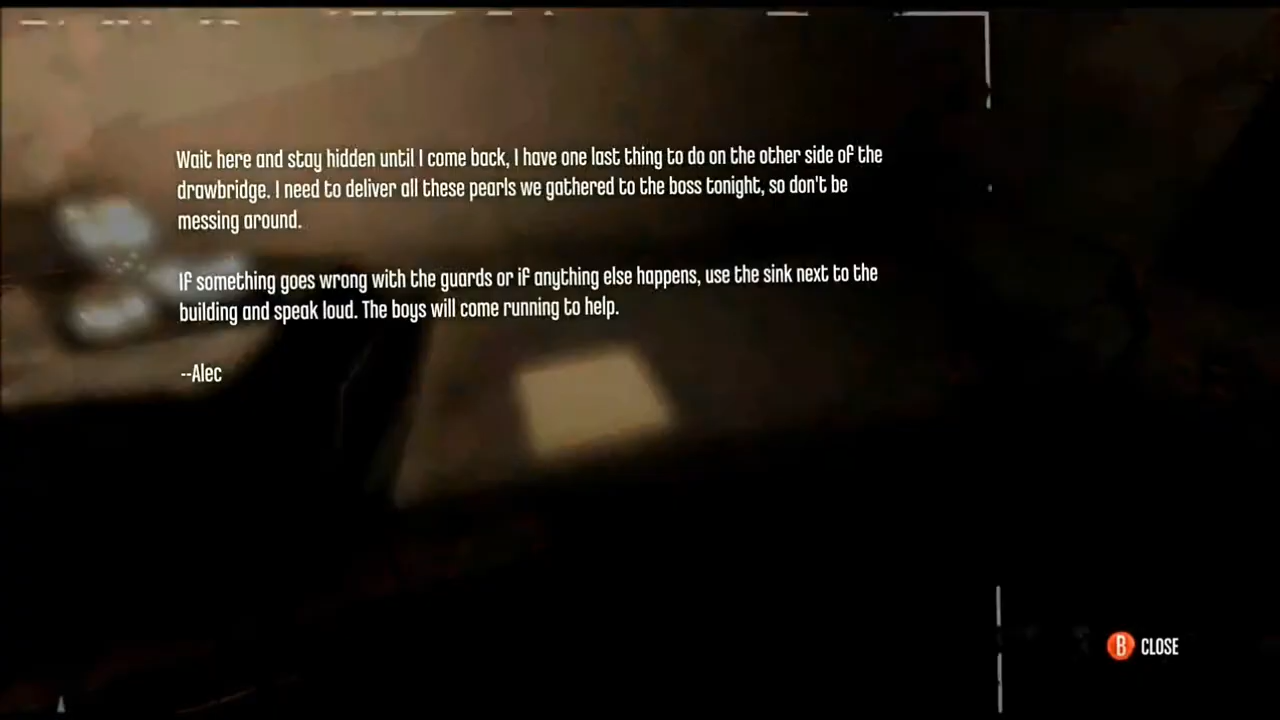 Wait here and stay hidden until I come back, I have one last thing to do on the other side of the
drawbridge. I need to deliver all these pearls we gathered to the boss tonight, so don't be
messing around.
If something goes wrong with the guards or if anything else happens, use the sink next to the
building and speak loud. The boys will come running to help.
--Alec
B CLOSE